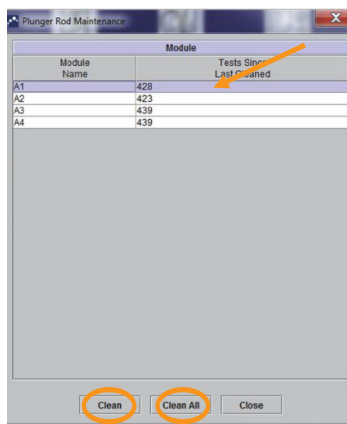 Plunger Rod Maintenance
Module
Module Name Tests Since Last Cleaned
A1 428
A2 423
A3 439
A4 439
Clean Clean All Close